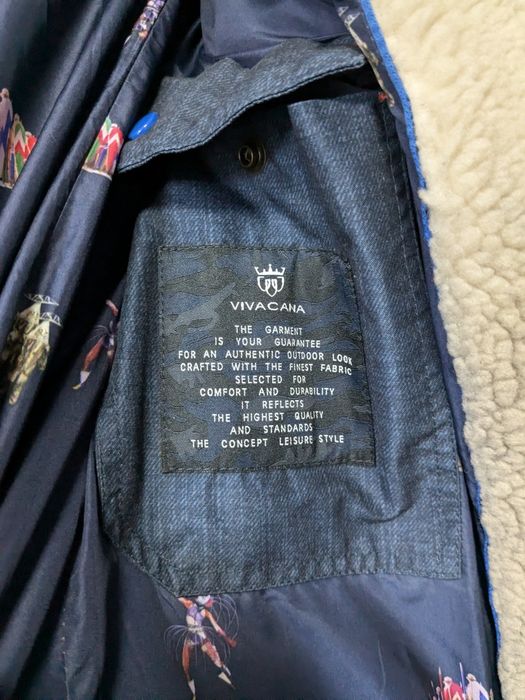 VIVACANA
THE GARMENT
IS YOUR GUARANTEE
FOR AN AUTHENTIC OUTDOOR LOOK
CRAFTED WITH THE FINEST FABRIC
SELECTED FOR
COMFORT AND DURABILITY
IT REFLECTS
THE HIGHEST QUALITY
AND STANDARDS
THE CONCEPT LEISURE STYLE